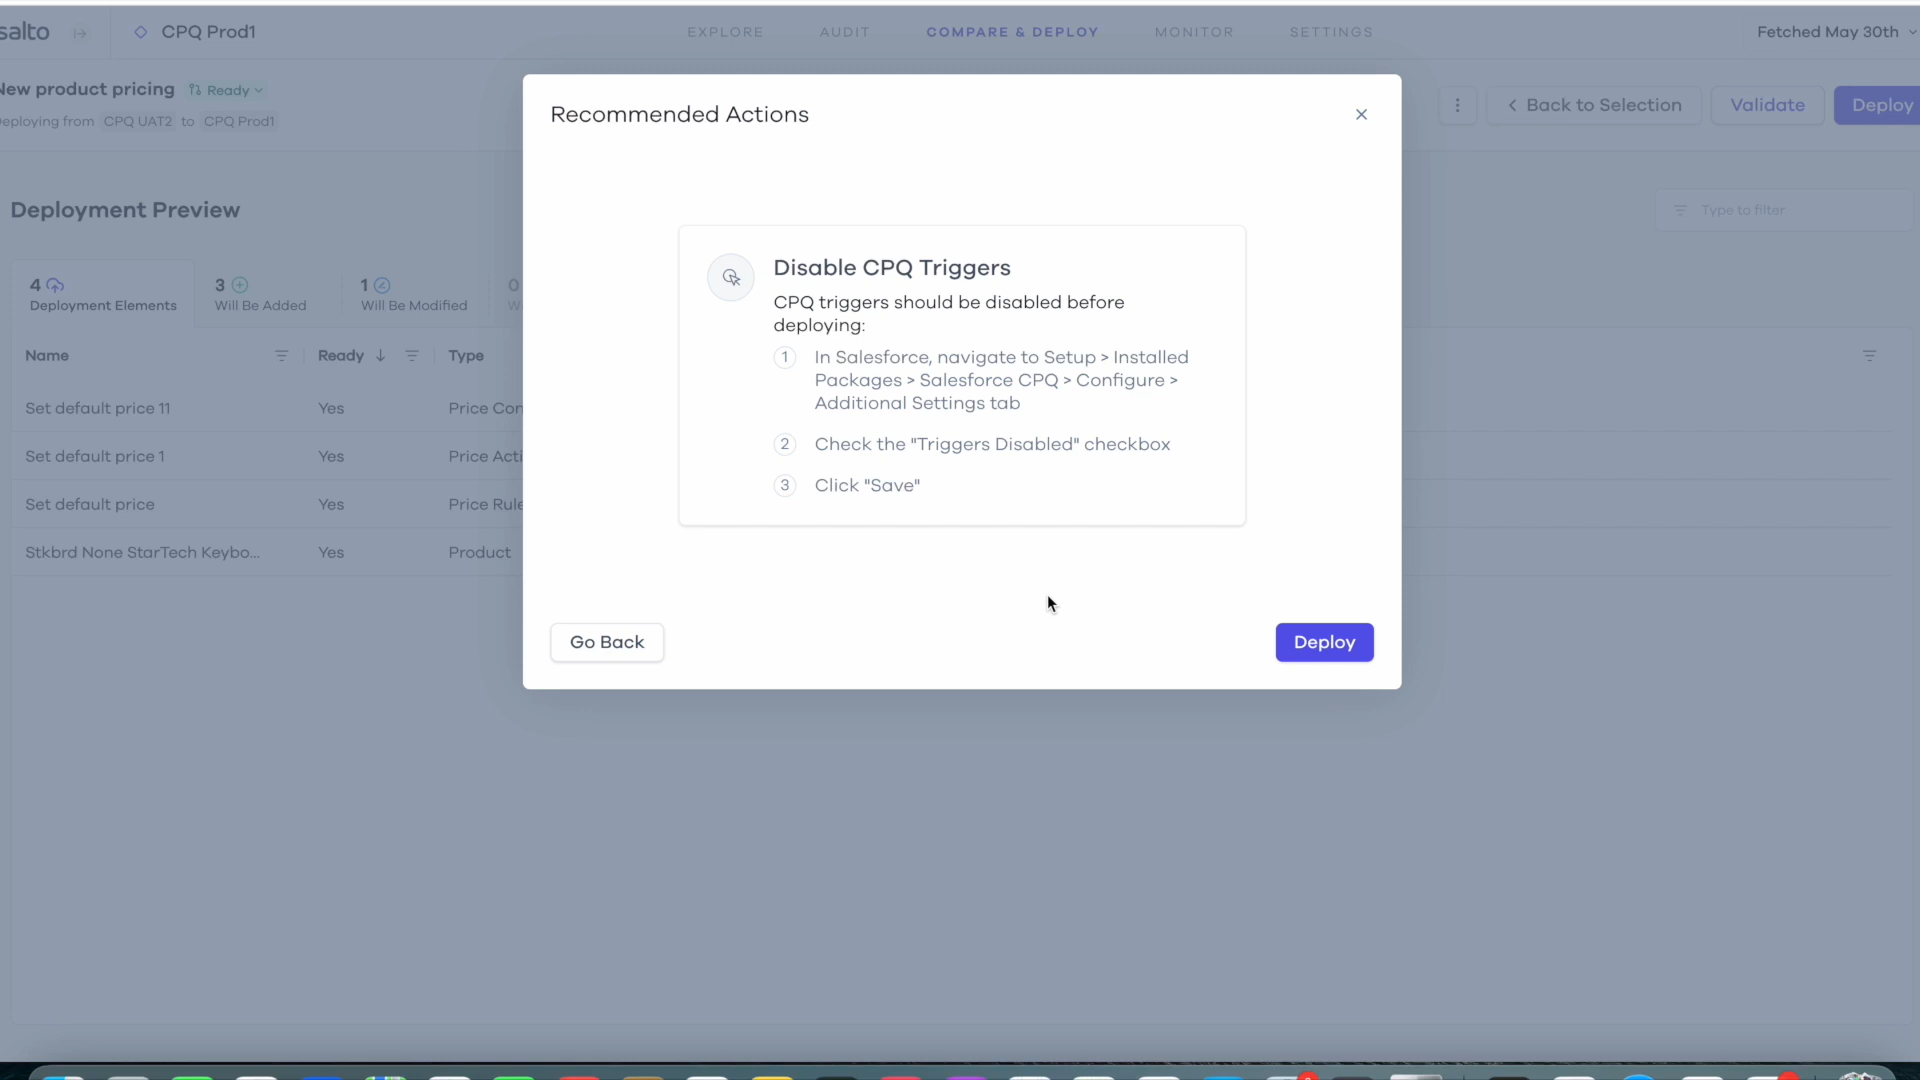 salto
CPQ Prod1
EXPLORE
AUDIT
COMPARE & DEPLOY
MONITOR
SETTINGS
Fetched May 30th
New product pricing
Ready
eploying from CPQ UAT2 to CPQ Prod1
Back to Selection
Validate
Deploy
Recommended Actions
Deployment Preview
Type to filter
4
Deployment Elements
3
Will Be Added
1
Will Be Modified
0
W
Name
Ready
Type
Set default price 11
Yes
Price Con
Set default price 1
Yes
Price Acti
Set default price
Yes
Price Rule
Stkbrd None StarTech Keybo...
Yes
Product
Disable CPQ Triggers
CPQ triggers should be disabled before
deploying:
1 In Salesforce, navigate to Setup > Installed
Packages > Salesforce CPQ > Configure >
Additional Settings tab
2 Check the "Triggers Disabled" checkbox
3 Click "Save"
Go Back
Deploy